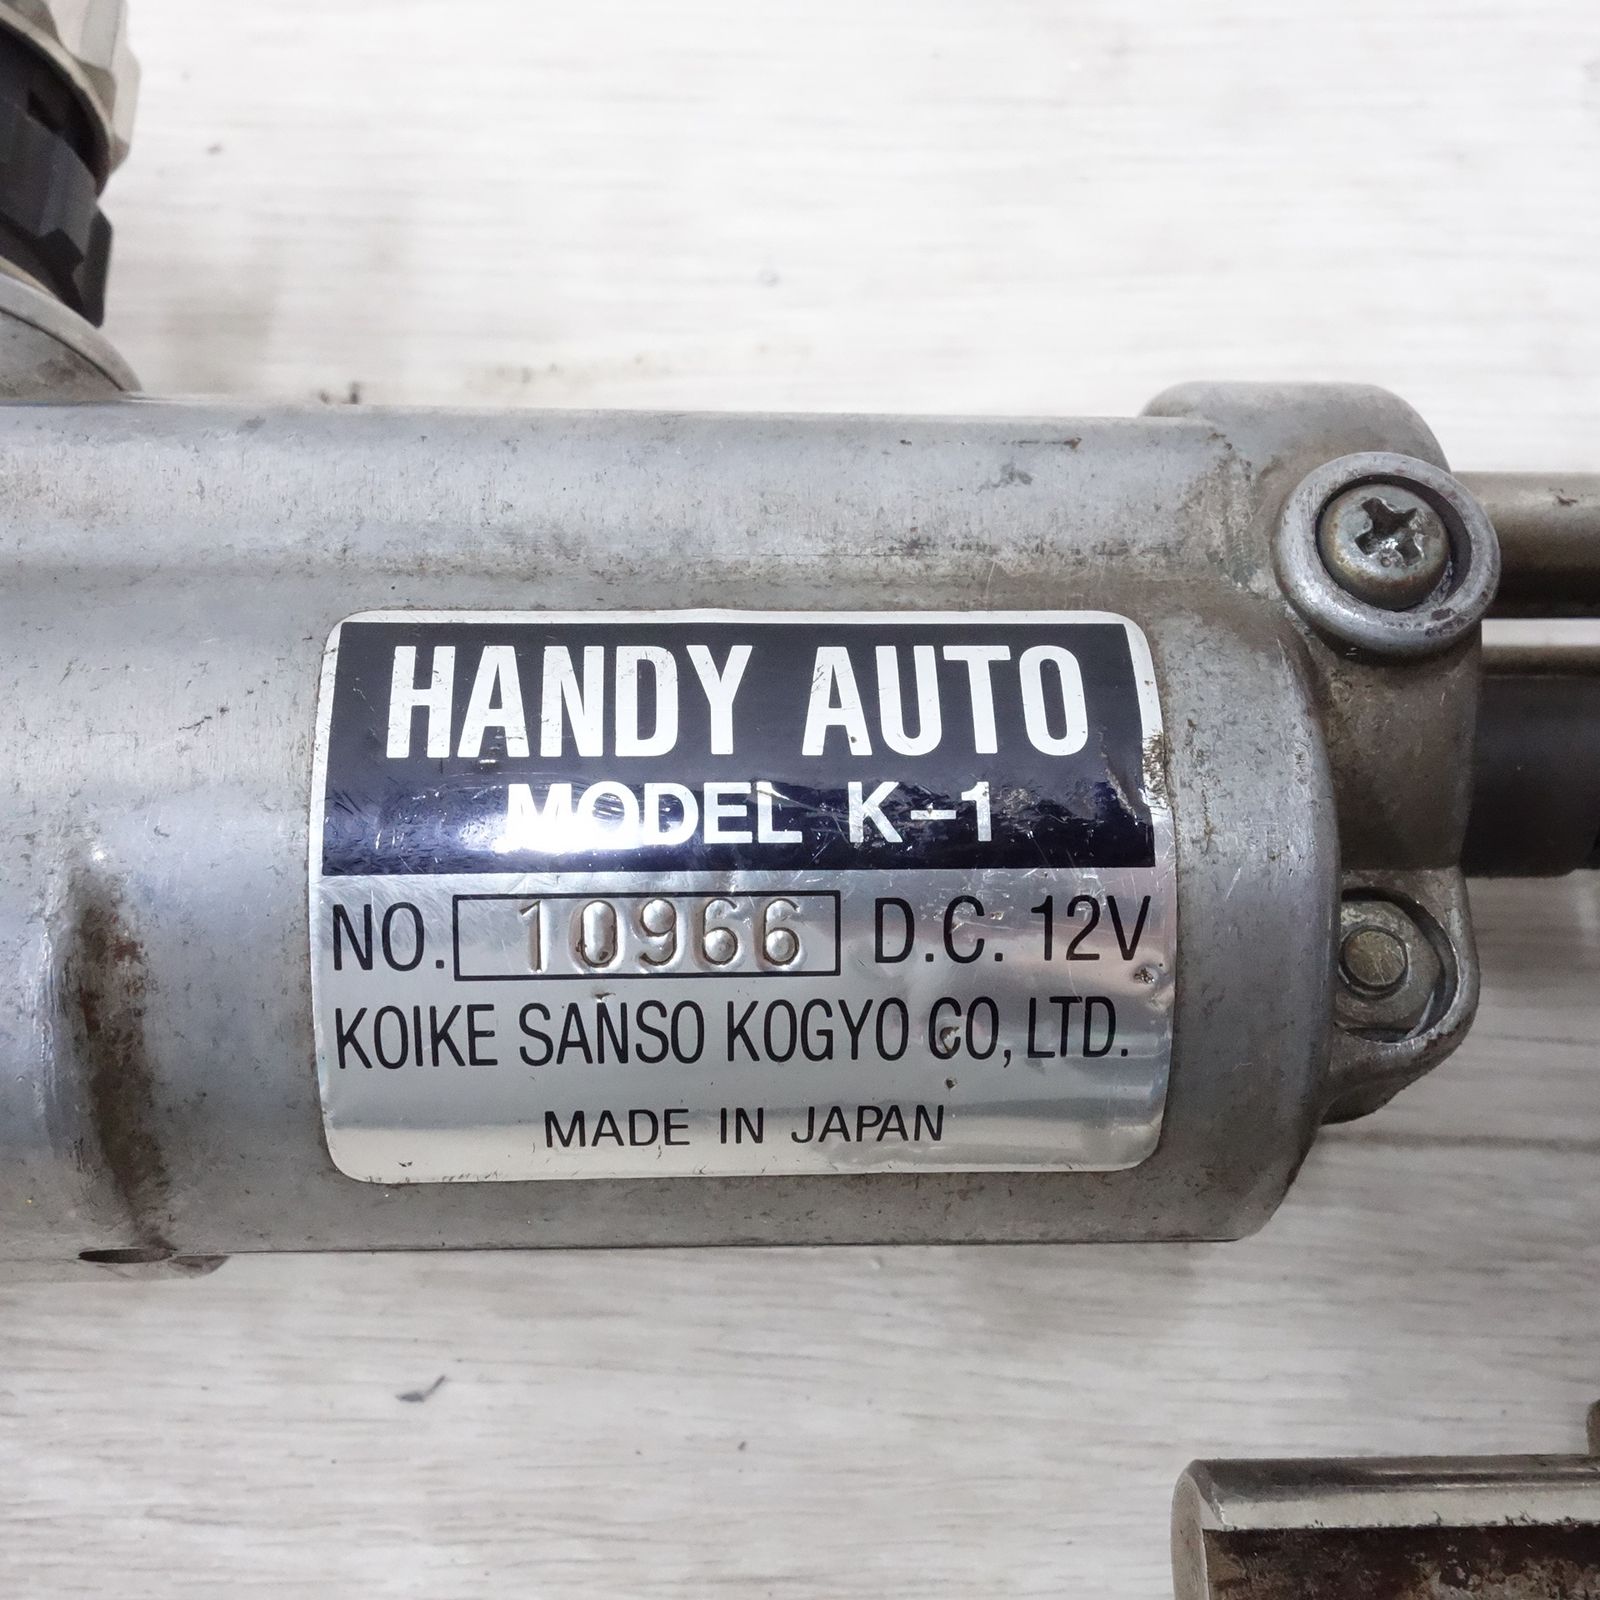 HANDY AUTO
MODEL K-1
NO. 10966 D.C. 12V
KOIKE SANSO KOGYO CO, LTD.
MADE IN JAPAN